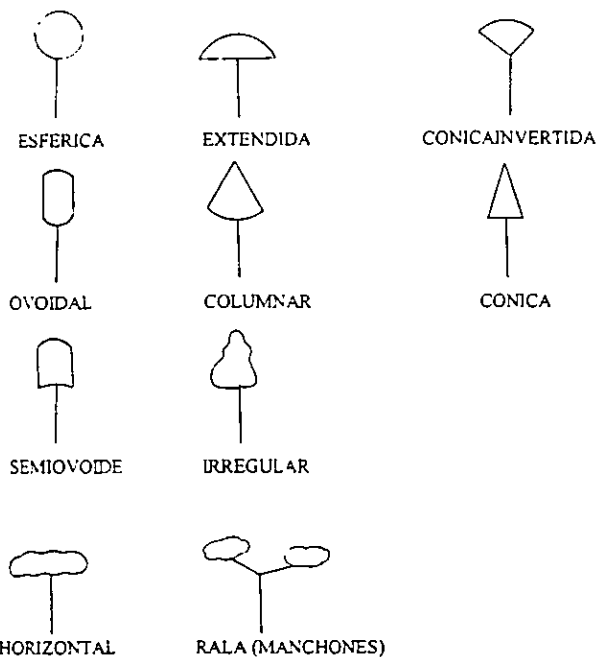 ESFERICA
EXTENDIDA
CONICAINVERTIDA
OVOIDAL
COLUMNAR
CONICA
SEMIOVOIDE
IRREGULAR
HORIZONTAL
RALA (MANCHONES)